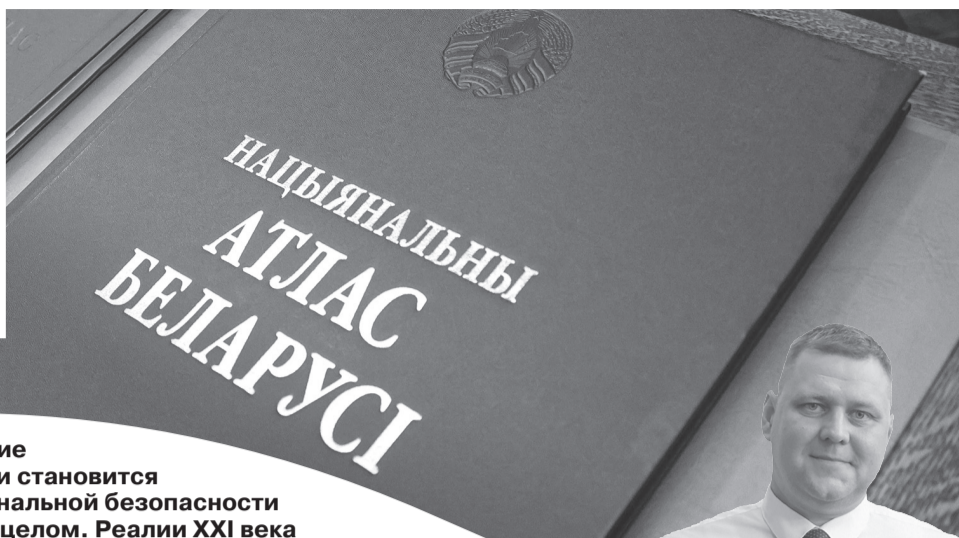 НАЦЫЯНАЛЬНЫ
АТЛАС
БЕЛАРУСІ
ие
и становится
нальной безопасности
целом. Реалии XXI века